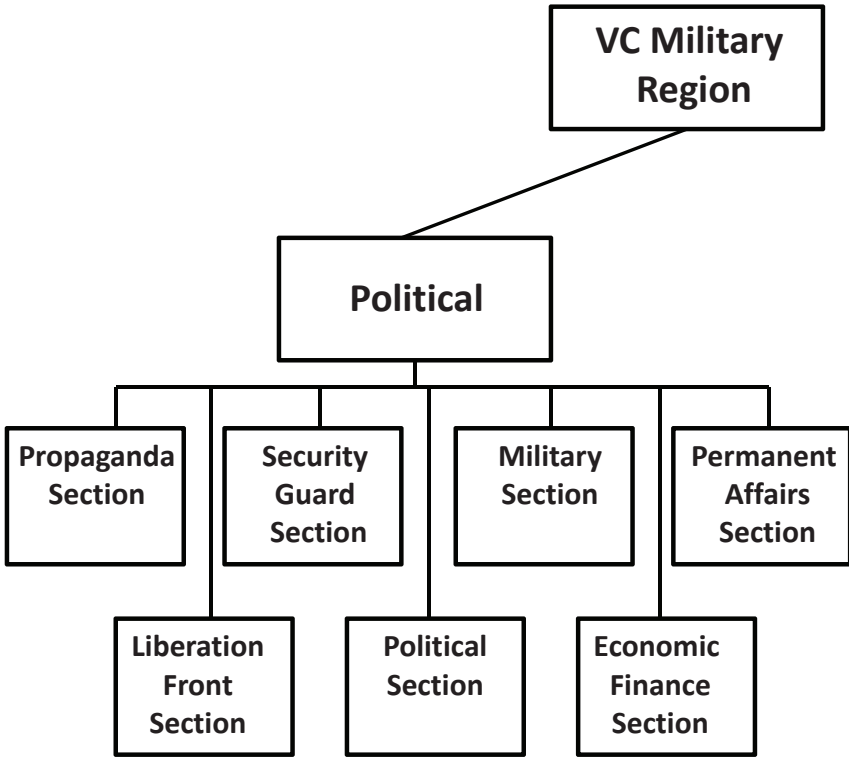 VC Military
Region
Political
Propaganda
Section
Security
Guard
Section
Military
Section
Permanent
Affairs
Section
Liberation
Front
Section
Political
Section
Economic
Finance
Section